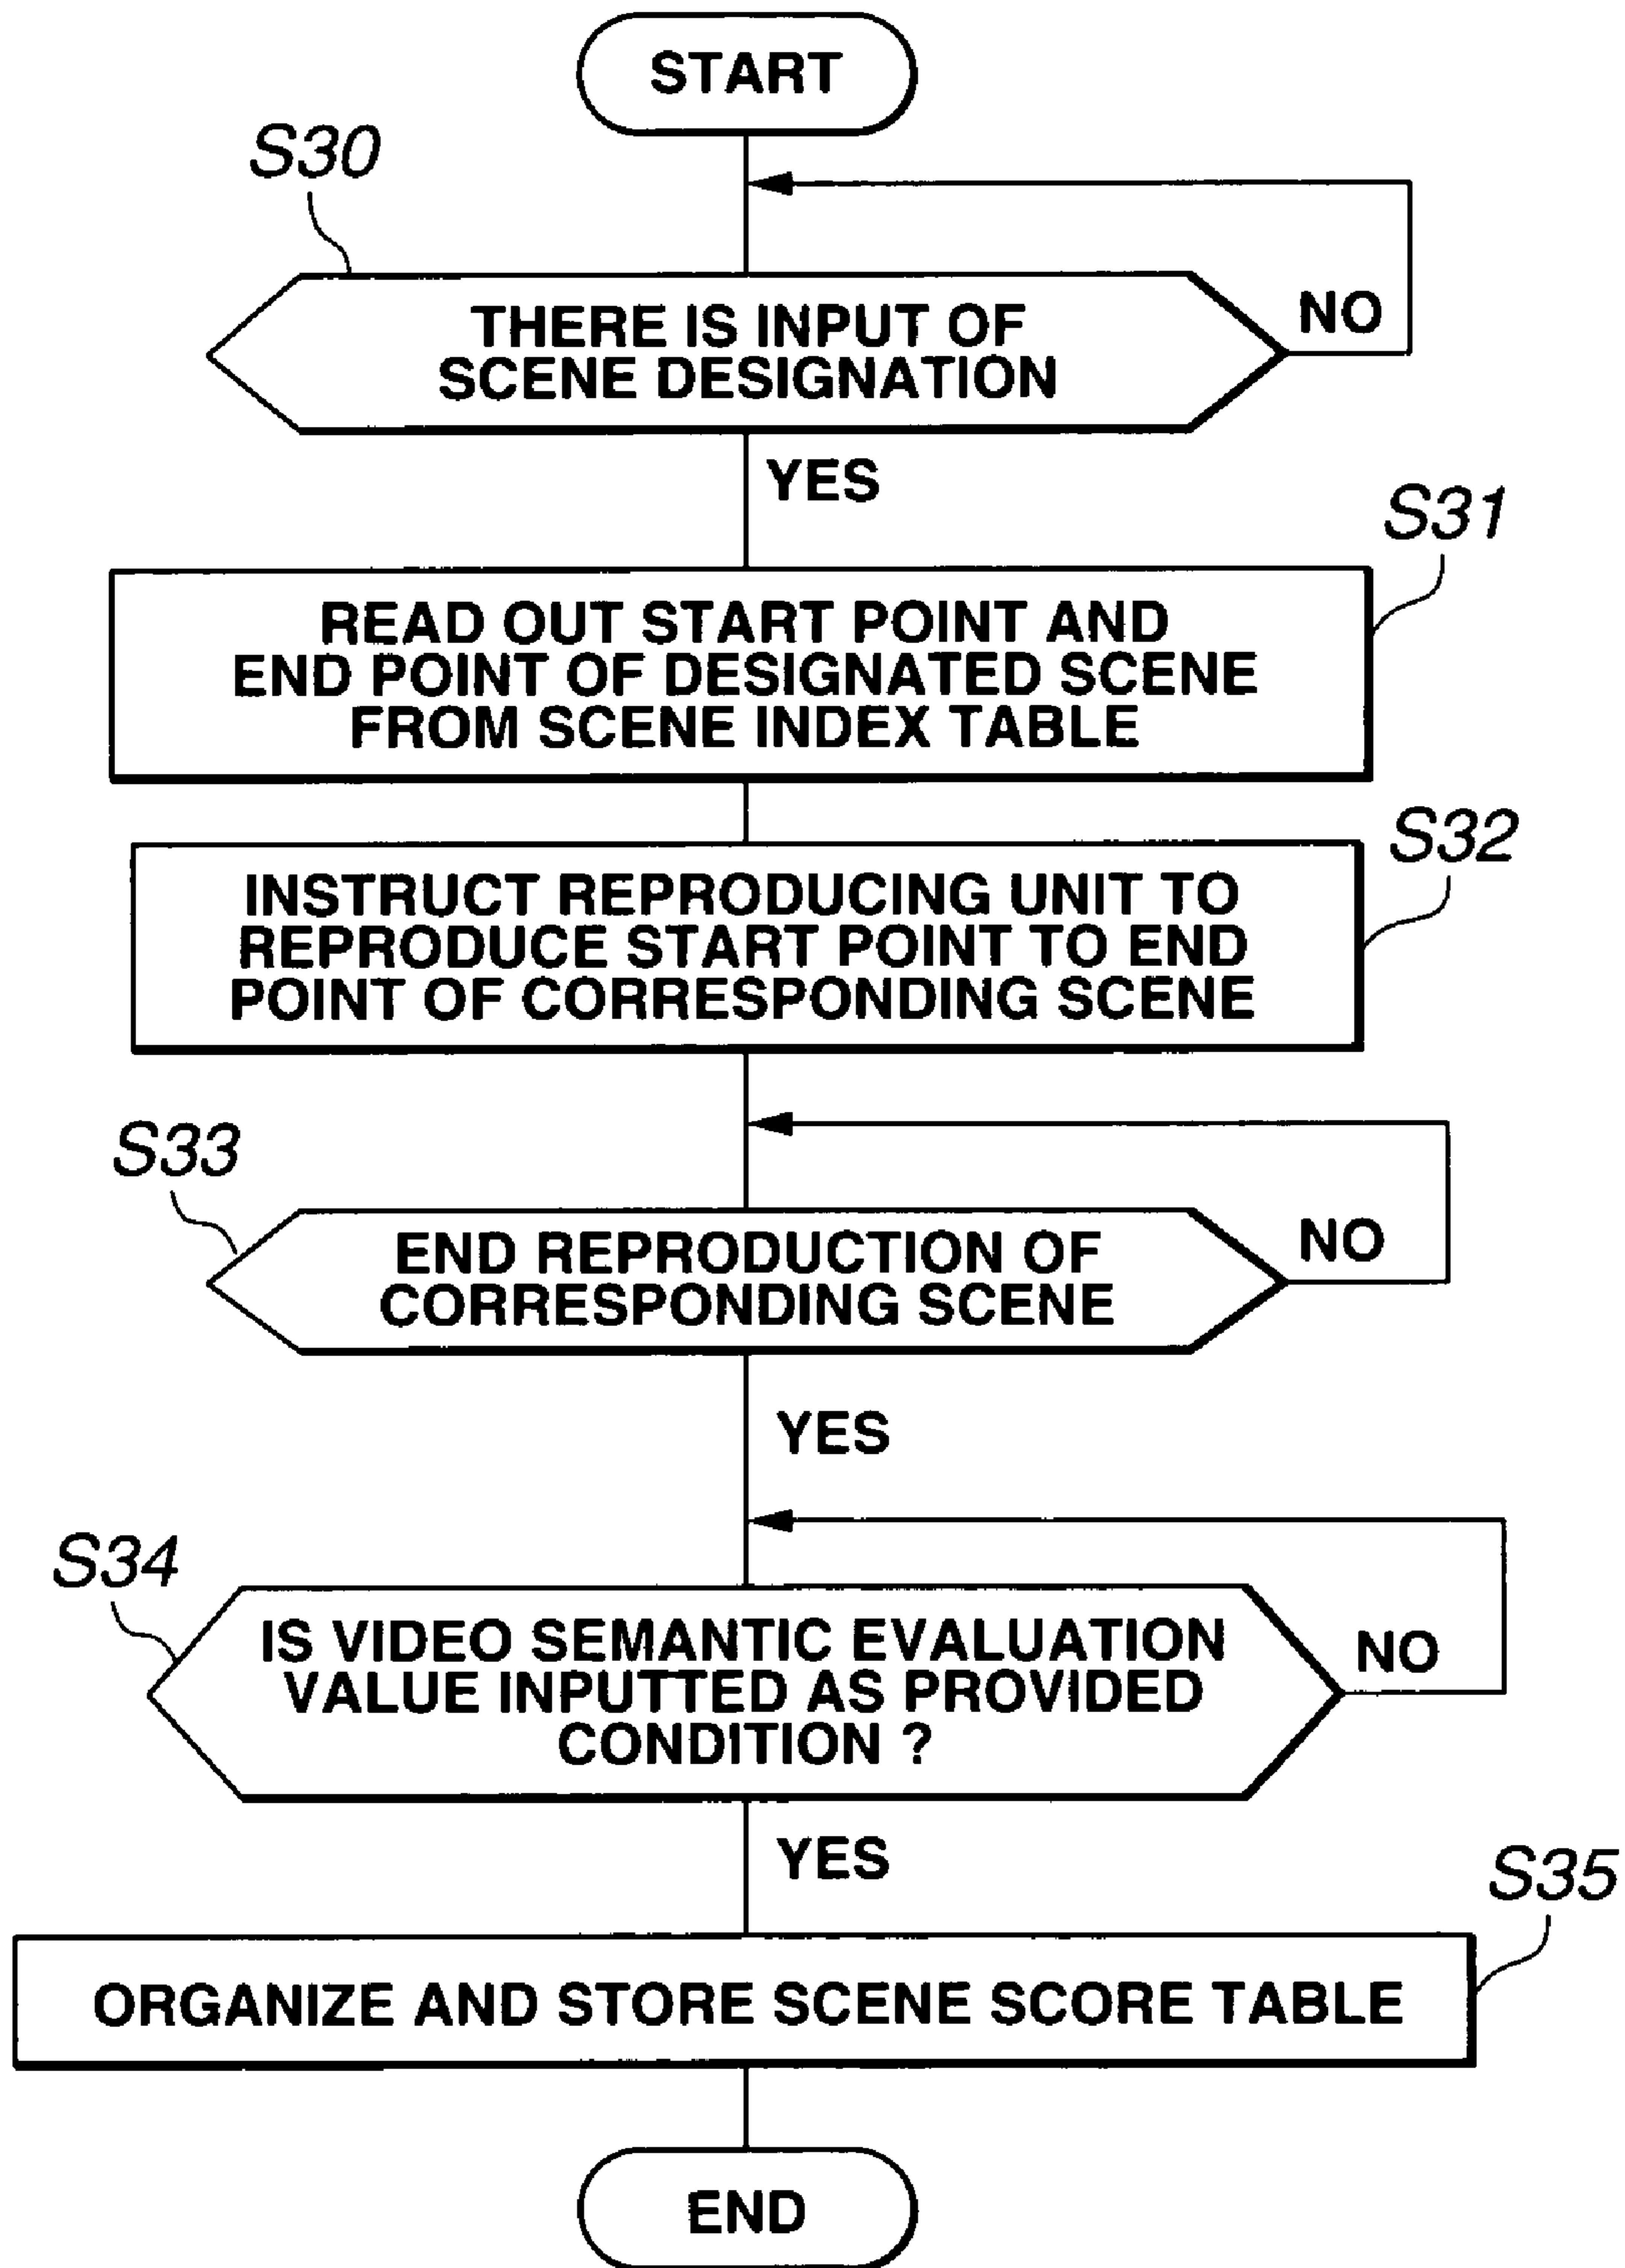 START
S30
THERE IS INPUT OF
SCENE DESIGNATION
NO
YES
S31
READ OUT START POINT AND
END POINT OF DESIGNATED SCENE
FROM SCENE INDEX TABLE
S32
INSTRUCT REPRODUCING UNIT TO
REPRODUCE START POINT TO END
POINT OF CORRESPONDING SCENE
S33
END REPRODUCTION OF
CORRESPONDING SCENE
NO
YES
S34
IS VIDEO SEMANTIC EVALUATION
VALUE INPUTTED AS PROVIDED
CONDITION ?
NO
YES
S35
ORGANIZE AND STORE SCENE SCORE TABLE
END